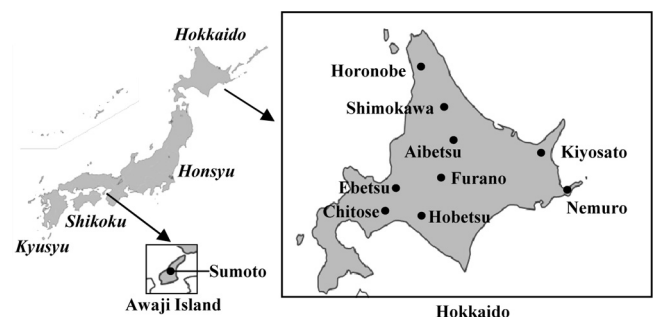 Hokkaido
Honsyu
Shikoku
Kyusyu
Sumoto
Awaji Island
Horonobe
Shimokawa
Aibetsu
Kiyosato
Furano
Ebetsu
Nemuro
Chitose
Hobetsu
Hokkaido